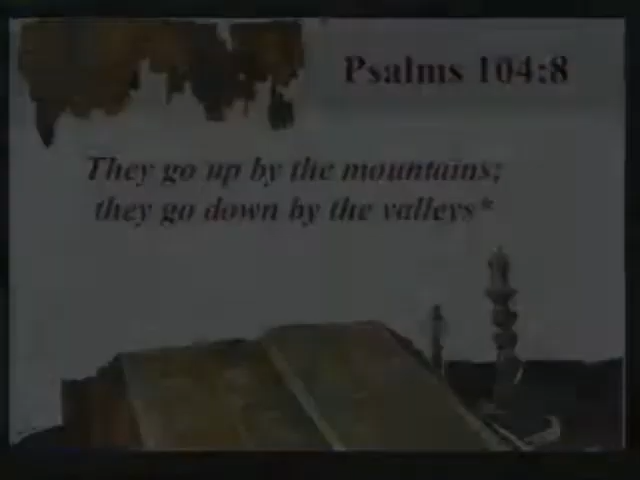 Psalms 104:8
They go up by the mountains;
they go down by the valleys*